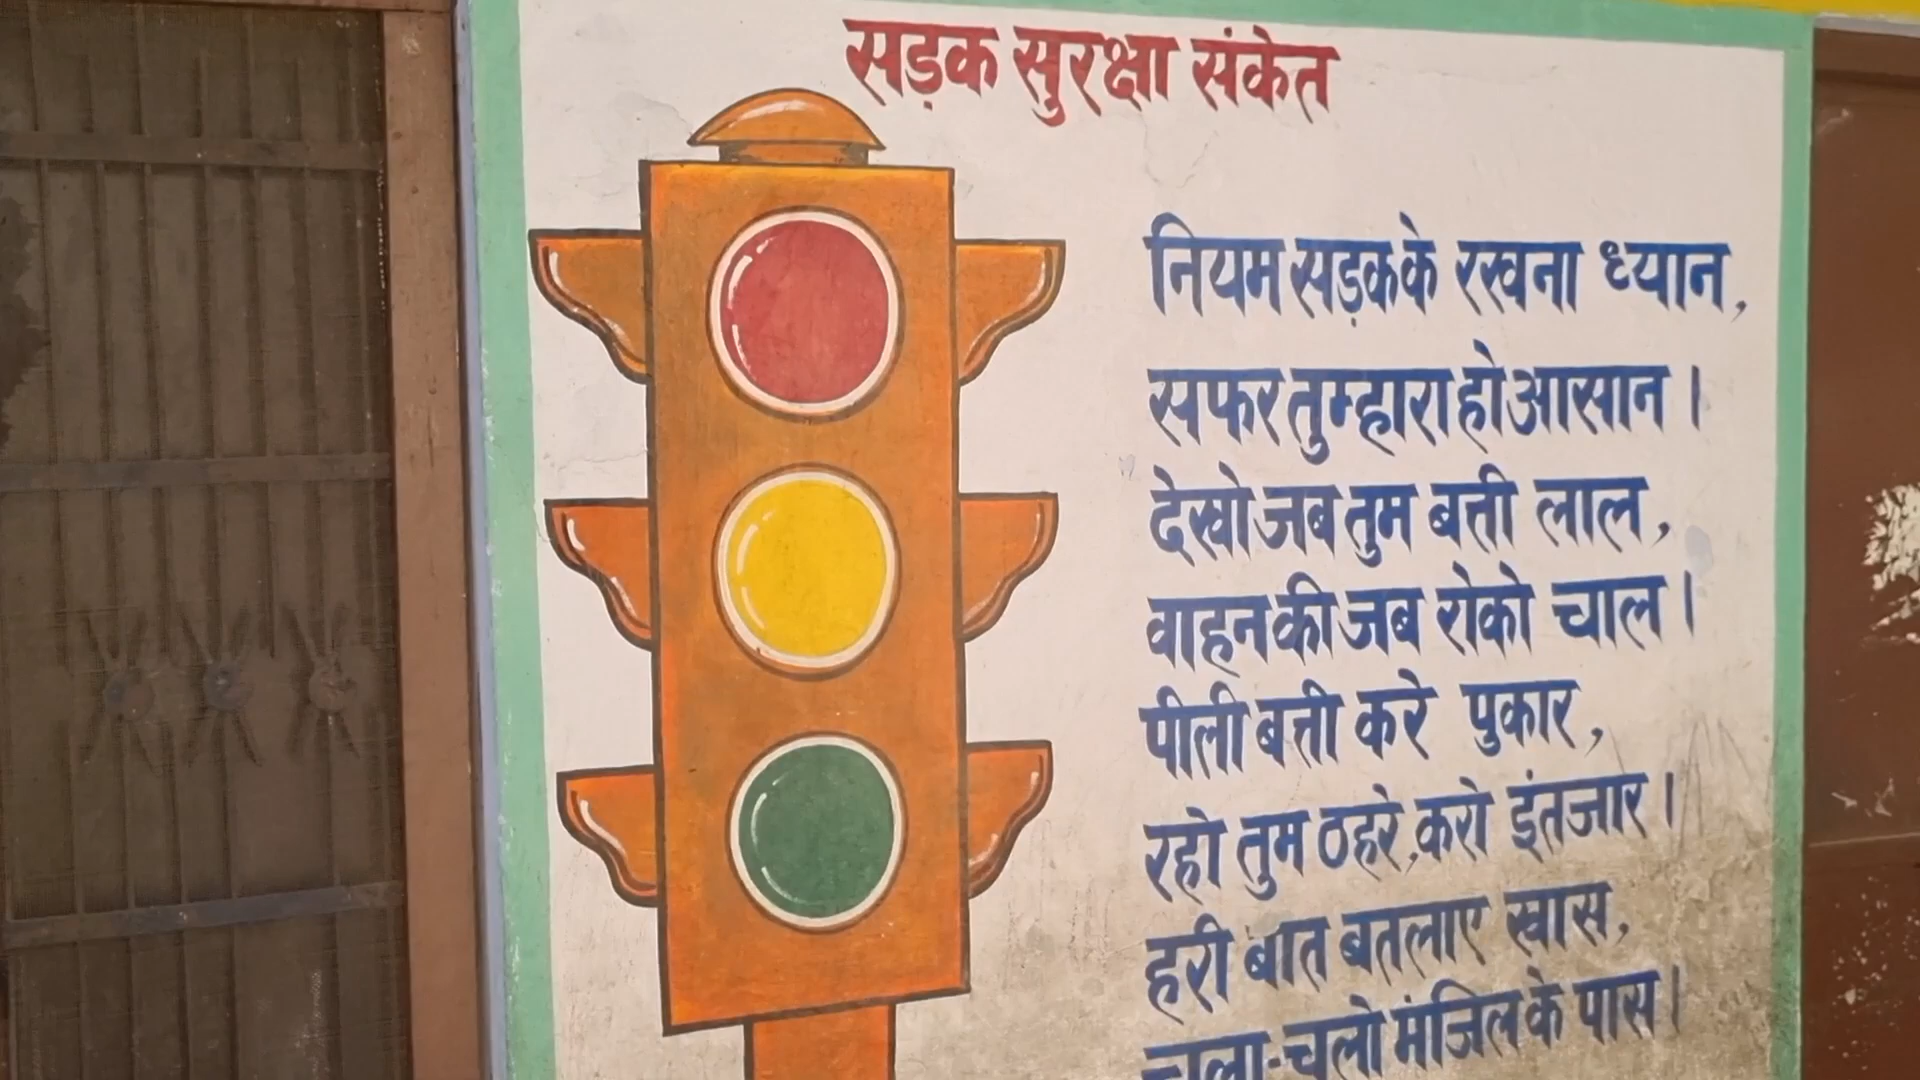 सड़क सुरक्षा संकेत
नियम सड़क के रखना ध्यान,
सफर तुम्हारा हो आसान।
देखो जब तुम बत्ती लाल,
वाहन की जब रोको चाल।
पीली बत्ती करे पुकार,
रहो तुम ठहरे, करो इंतजार।
हरी बात बतलाए खास,
चलो-चलो मंजिल के पास।